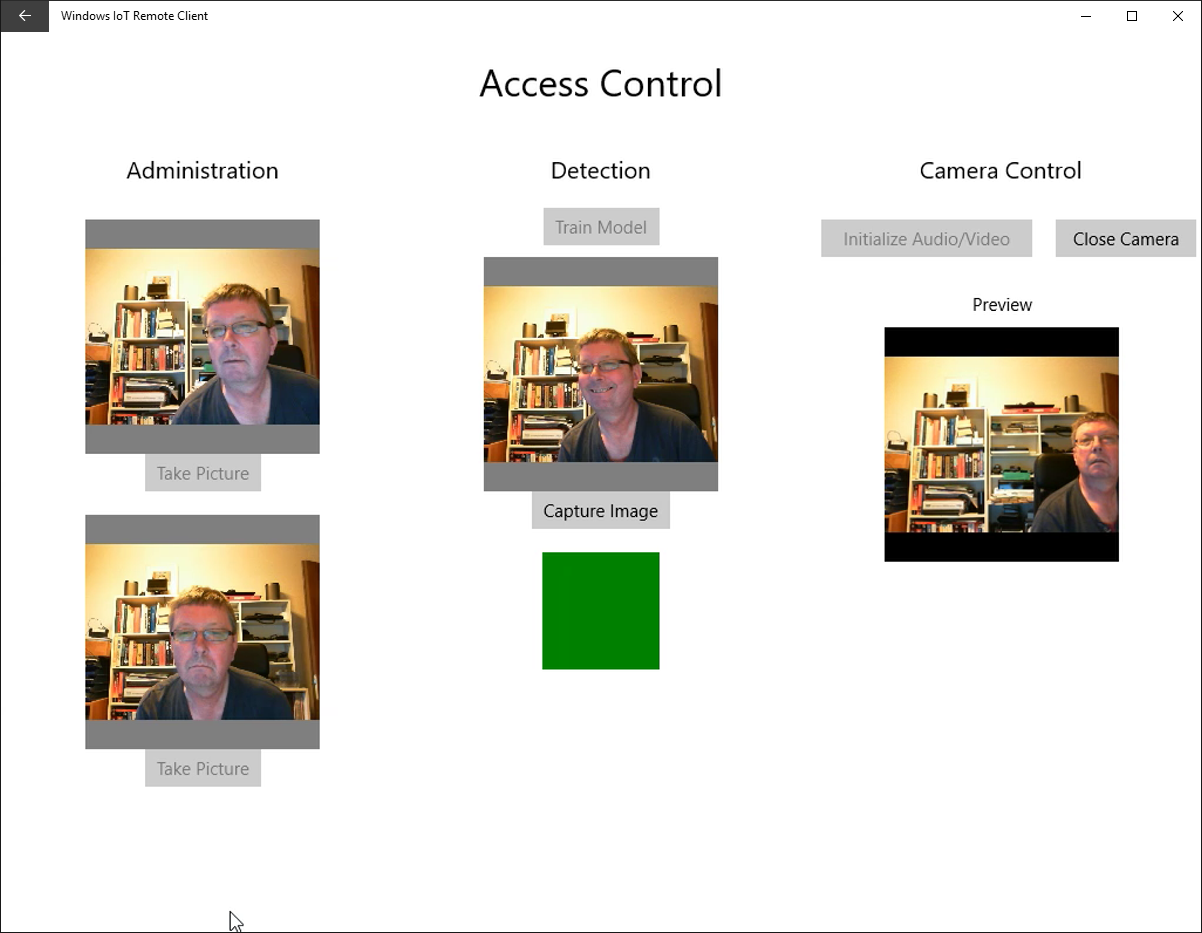 Windows IoT Remote Client
Access Control
Administration
Take Picture
Take Picture
Detection
Train Model
Capture Image
Camera Control
Initialize Audio/Video
Close Camera
Preview